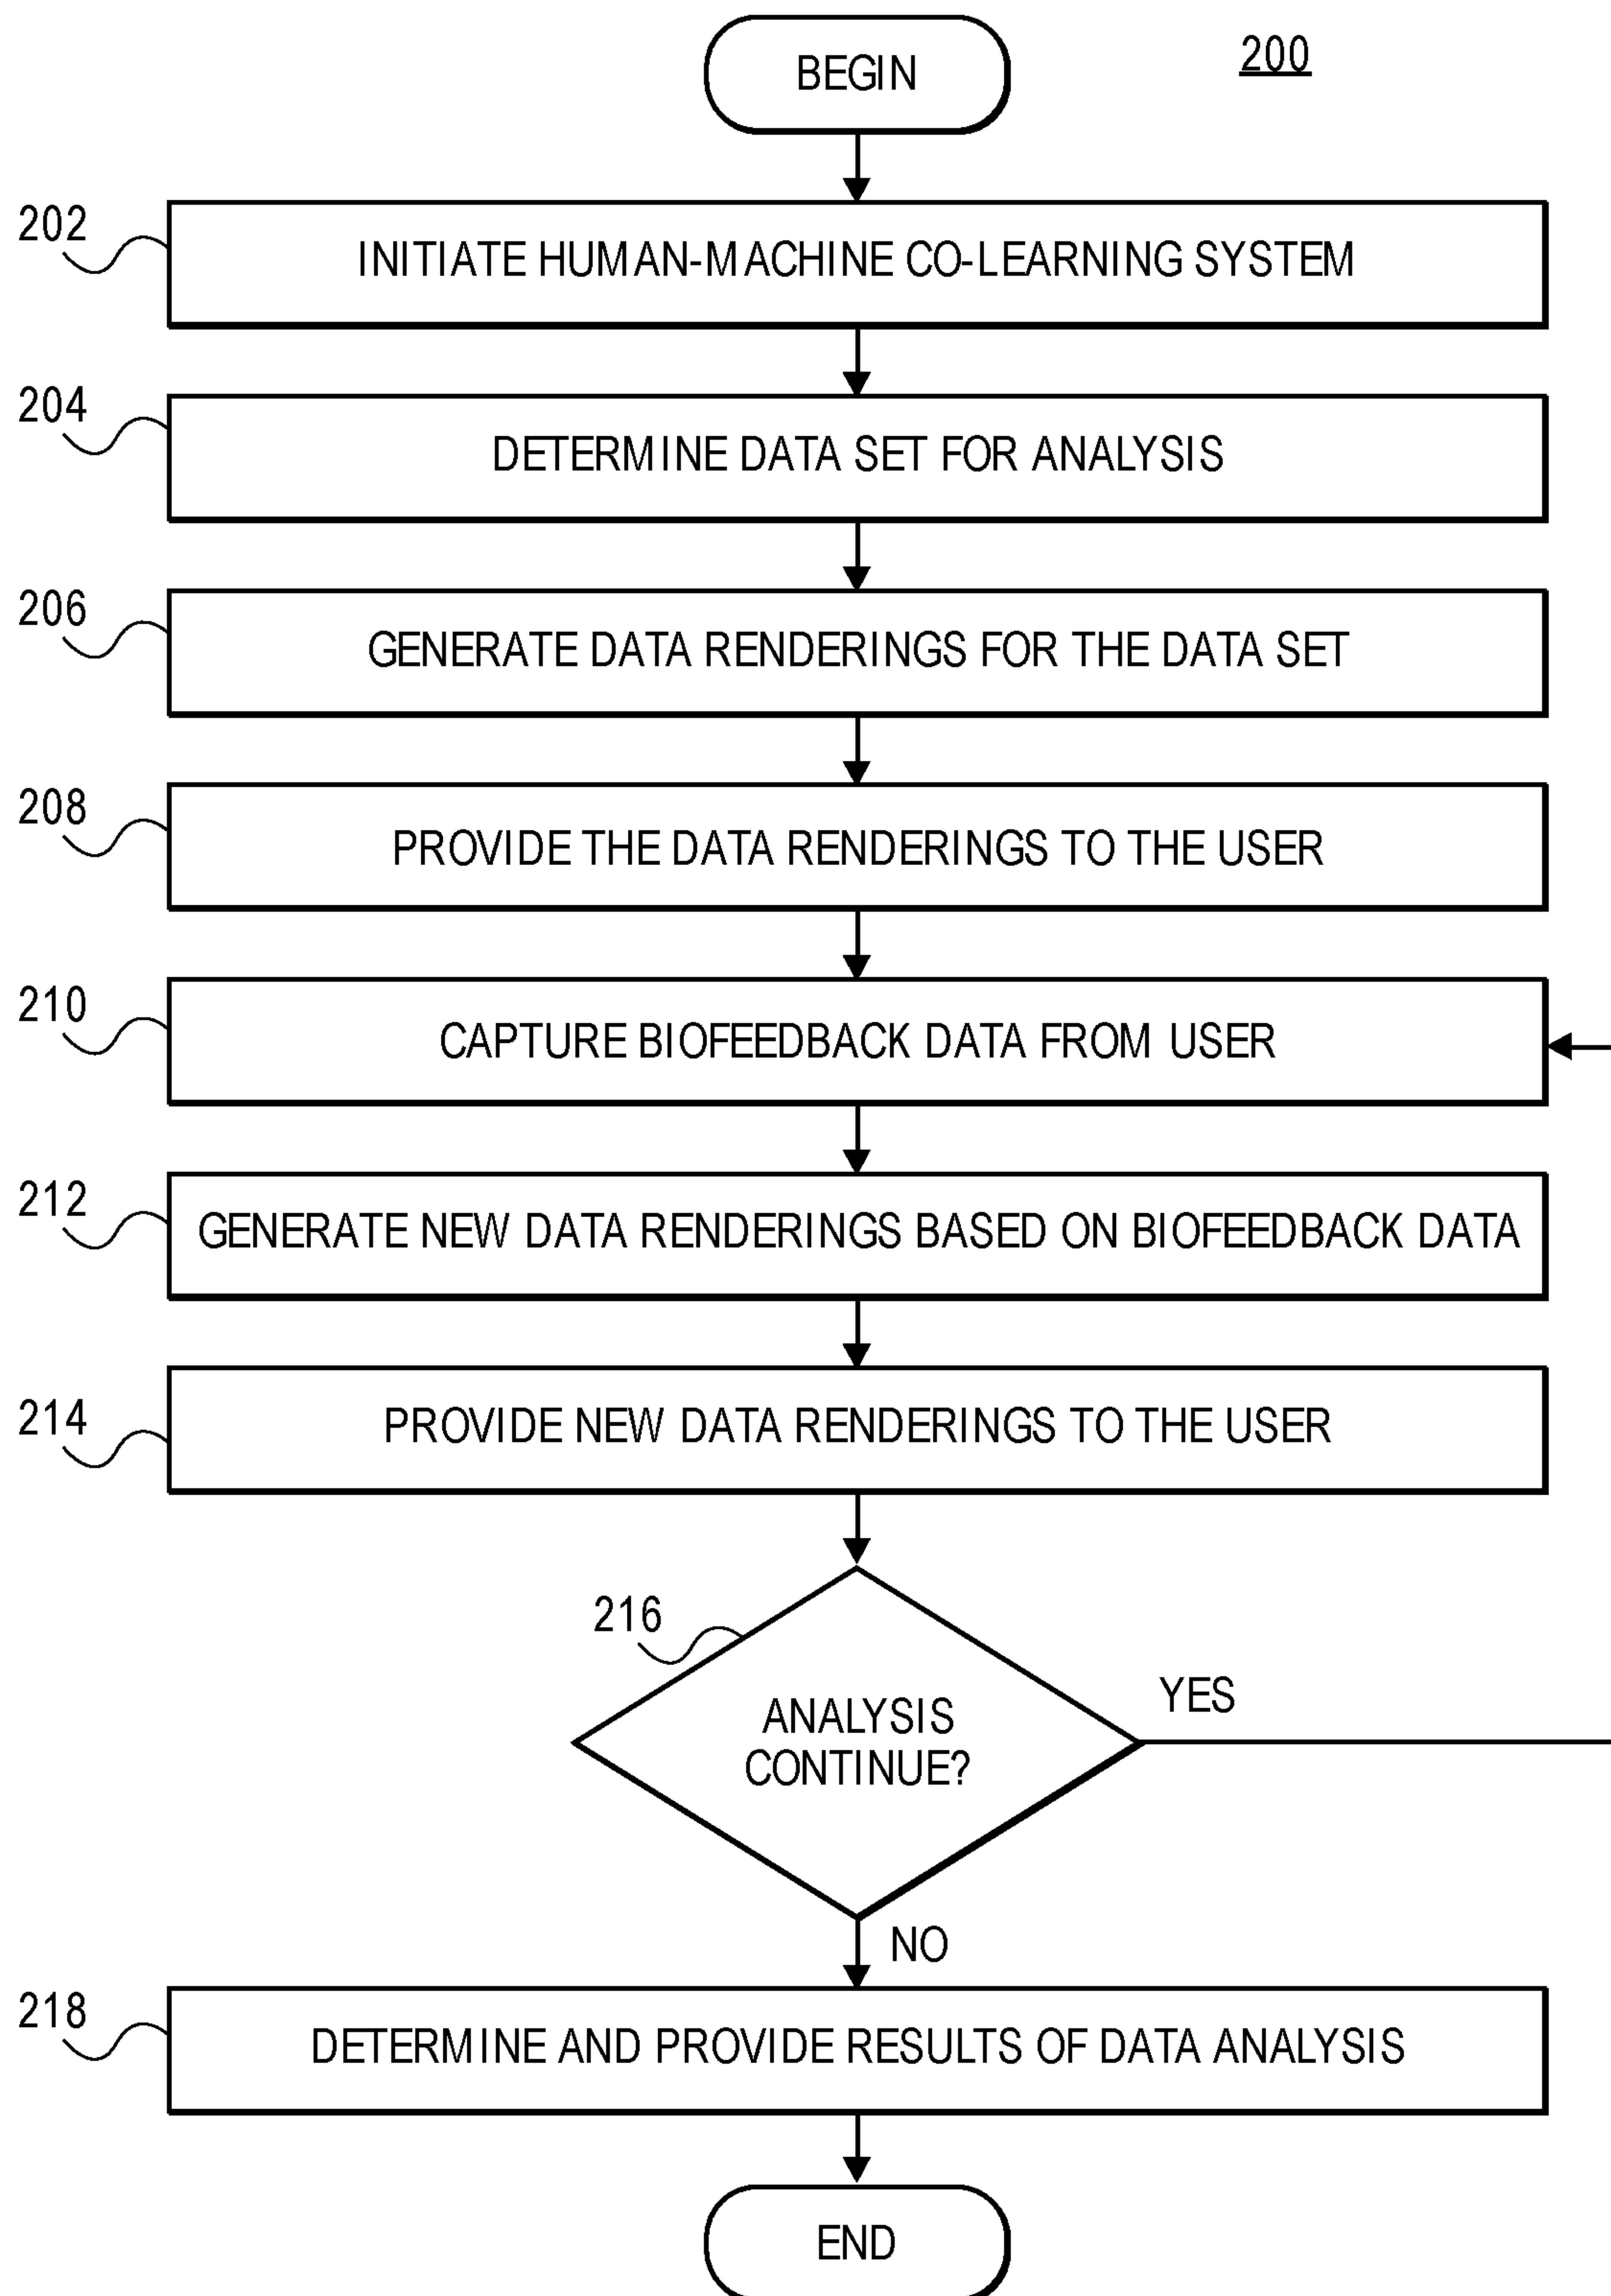 BEGIN
200
202
INITIATE HUMAN-MACHINE CO-LEARNING SYSTEM
204
DETERMINE DATA SET FOR ANALYSIS
206
GENERATE DATA RENDERINGS FOR THE DATA SET
208
PROVIDE THE DATA RENDERINGS TO THE USER
210
CAPTURE BIOFEEDBACK DATA FROM USER
212
GENERATE NEW DATA RENDERINGS BASED ON BIOFEEDBACK DATA
214
PROVIDE NEW DATA RENDERINGS TO THE USER
216
ANALYSIS
CONTINUE?
YES
NO
218
DETERMINE AND PROVIDE RESULTS OF DATA ANALYSIS
END